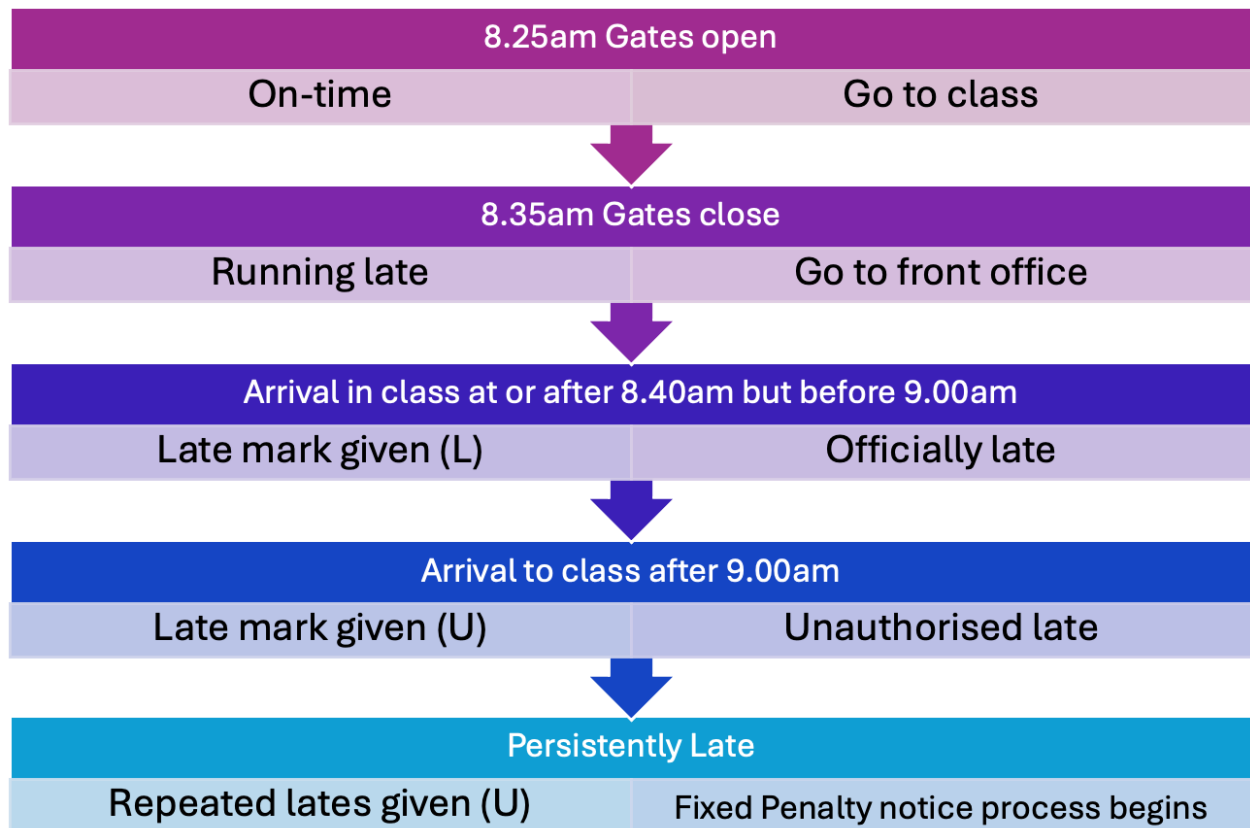 8.25am Gates open
On-time Go to class
8.35am Gates close
Running late Go to front office
Arrival in class at or after 8.40am but before 9.00am
Late mark given (L) Officially late
Arrival to class after 9.00am
Late mark given (U) Unauthorised late
Persistently Late
Repeated lates given (U) Fixed Penalty notice process begins